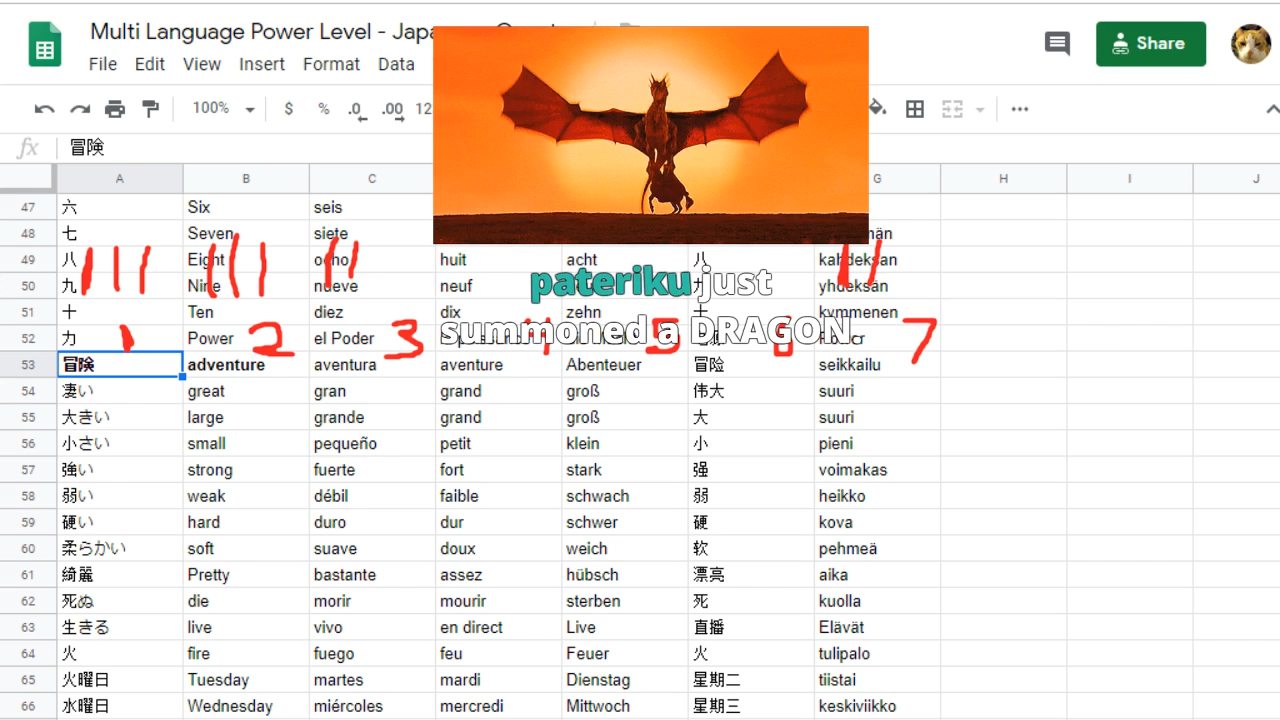 Multi Language Power Level - Japa
File Edit View Insert Format Data
Share
100% $ % .0 .00 12
fx 冒険
A B C G H I J
47 六 Six seis
48 七 Seven siete
49 八 Eight ocho huit acht 八 kahdeksan
50 九 Nine nueve neuf yhdeksän
pateriku just
51 十 Ten diez dix zehn 十 kymmenen
summoned a DRAGON
52 力 Power el Poder
1 2 3 4 5 6 7
53 冒険 adventure aventura aventure Abenteuer 冒险 seikkailu
54 凄い great gran grand groß 伟大 suuri
55 大きい large grande grand groß 大 suuri
56 小さい small pequeño petit klein 小 pieni
57 強い strong fuerte fort stark 强 voimakas
58 弱い weak débil faible schwach 弱 heikko
59 硬い hard duro dur schwer 硬 kova
60 柔らかい soft suave doux weich 软 pehmeä
61 綺麗 Pretty bastante assez hübsch 漂亮 aika
62 死ぬ die morir mourir sterben 死 kuolla
63 生きる live vivo en direct Live 直播 Elävät
64 火 fire fuego feu Feuer 火 tulipalo
65 火曜日 Tuesday martes mardi Dienstag 星期二 tiistai
66 水曜日 Wednesday miércoles mercredi Mittwoch 星期三 keskiviikko